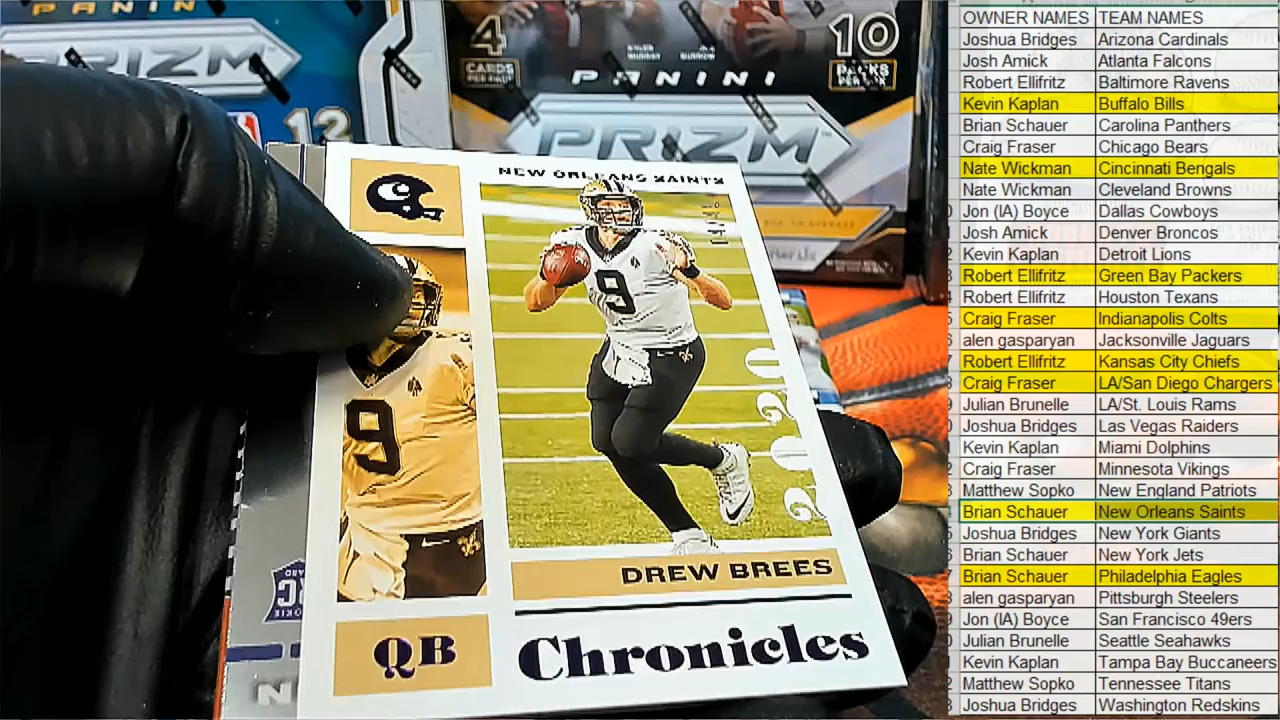 PRIZM
12
4
CARDS
PER PACK
10
PACKS
PER BOX
PANINI
PRIZM
NEW ORLEANS SAINTS
9
9
2020
DREW BREES
QB
Chronicles
OWNER NAMES TEAM NAMES
Joshua Bridges Arizona Cardinals
Josh Amick Atlanta Falcons
Robert Ellifritz Baltimore Ravens
Kevin Kaplan Buffalo Bills
Brian Schauer Carolina Panthers
Craig Fraser Chicago Bears
Nate Wickman Cincinnati Bengals
Nate Wickman Cleveland Browns
Jon (IA) Boyce Dallas Cowboys
Josh Amick Denver Broncos
Kevin Kaplan Detroit Lions
Robert Ellifritz Green Bay Packers
Robert Ellifritz Houston Texans
Craig Fraser Indianapolis Colts
alen gasparyan Jacksonville Jaguars
Robert Ellifritz Kansas City Chiefs
Craig Fraser LA/San Diego Chargers
Julian Brunelle LA/St. Louis Rams
Joshua Bridges Las Vegas Raiders
Kevin Kaplan Miami Dolphins
Craig Fraser Minnesota Vikings
Matthew Sopko New England Patriots
Brian Schauer New Orleans Saints
Joshua Bridges New York Giants
Brian Schauer New York Jets
Brian Schauer Philadelphia Eagles
alen gasparyan Pittsburgh Steelers
Jon (IA) Boyce San Francisco 49ers
Julian Brunelle Seattle Seahawks
Kevin Kaplan Tampa Bay Buccaneers
Matthew Sopko Tennessee Titans
Joshua Bridges Washington Redskins